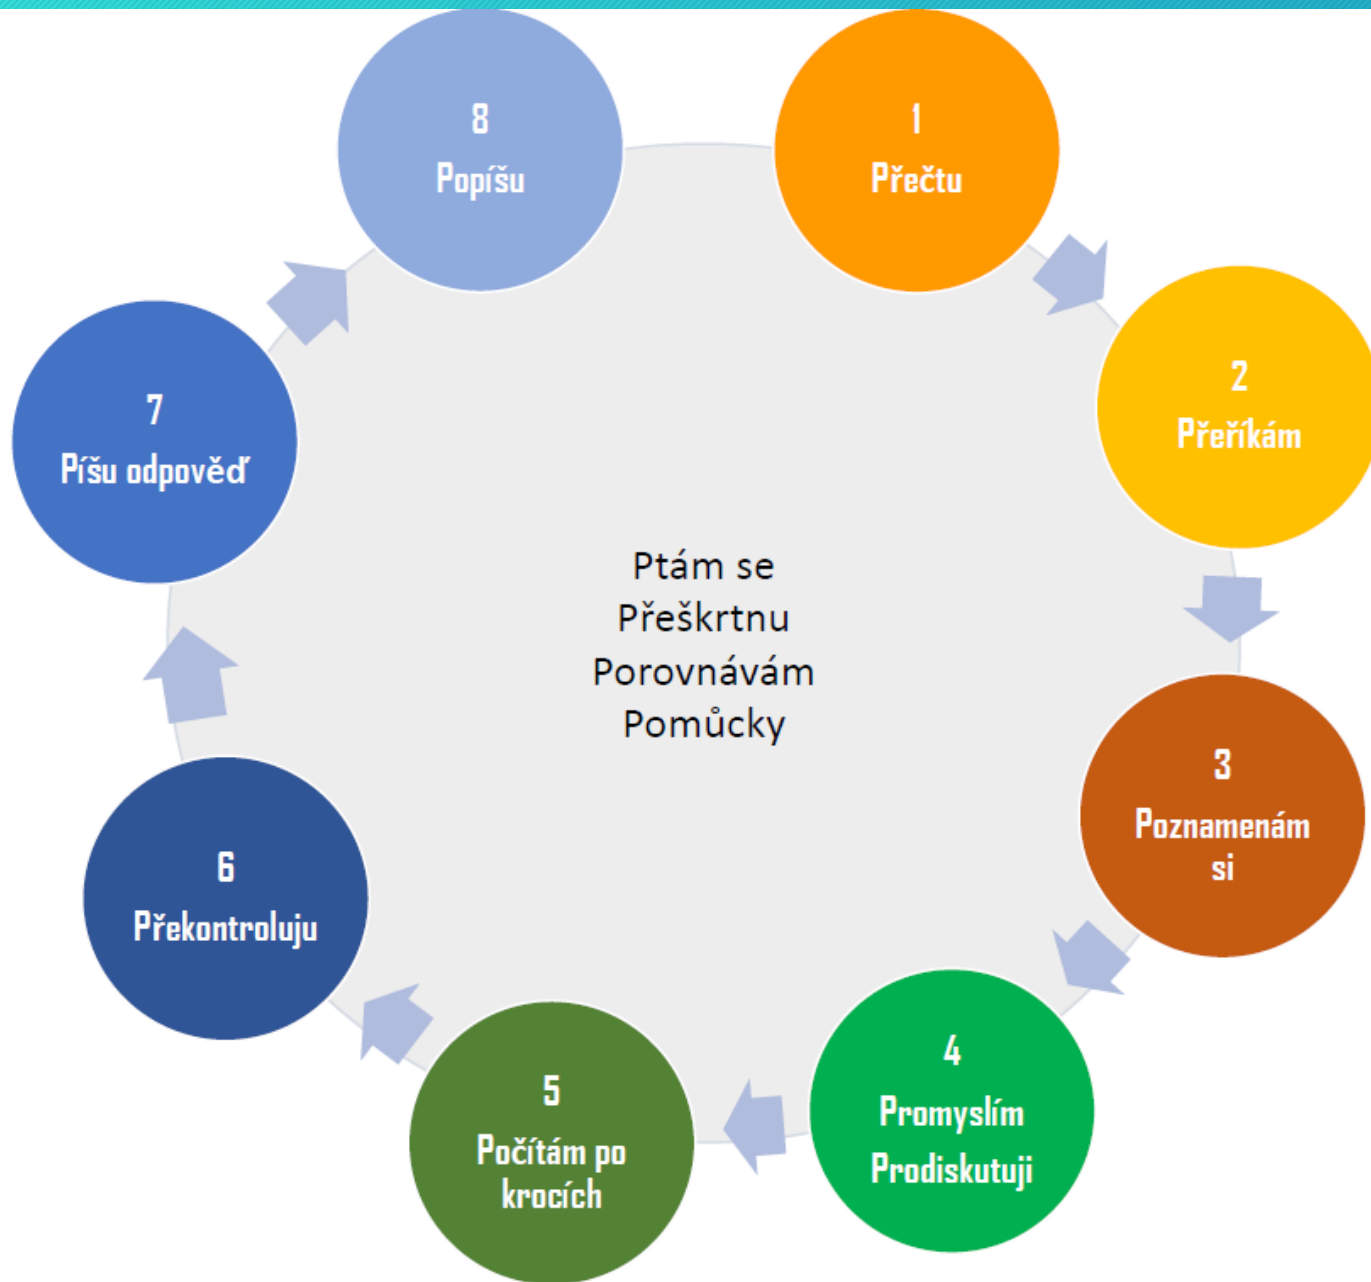 1
Přečtu
2
Přeříkám
3
Poznamenám
si
4
Promyslím
Prodiskutuji
5
Počítám po
krocích
6
Překontroluju
7
Píšu odpověď
8
Popíšu
Ptám se
Přeškrtnu
Porovnávám
Pomůcky